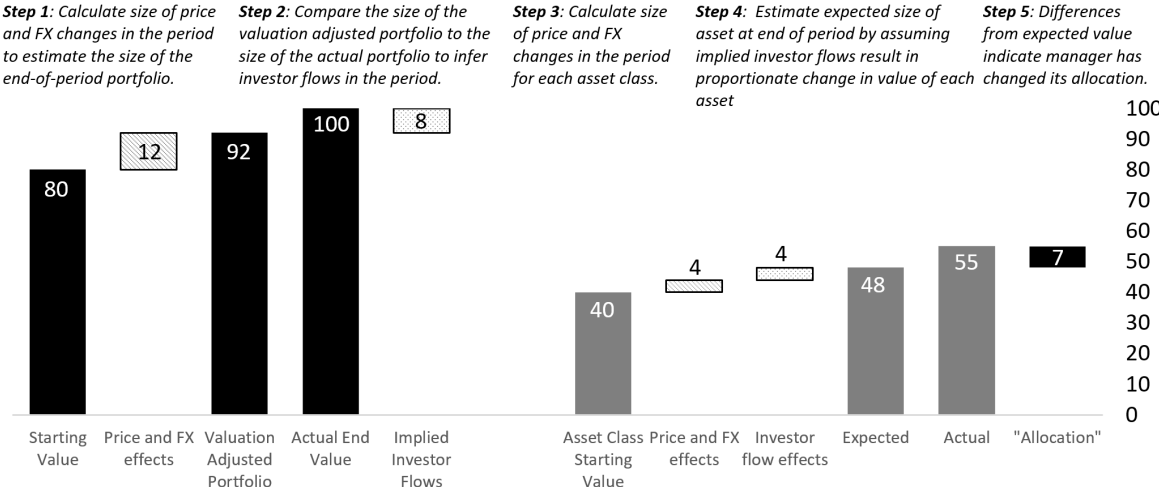 Step 1: Calculate size of price
and FX changes in the period
to estimate the size of the
end-of-period portfolio.
Step 2: Compare the size of the
valuation adjusted portfolio to the
size of the actual portfolio to infer
investor flows in the period.
Step 3: Calculate size
of price and FX
changes in the period
for each asset class.
Step 4:  Estimate expected size of
asset at end of period by assuming
implied investor flows result in
proportionate change in value of each
asset
Step 5: Differences
from expected value
indicate manager has
changed its allocation.
80
12
92
100
8
40
4
4
48
55
7
100
90
80
70
60
50
40
30
20
10
0
Starting
Value
Price and FX
effects
Valuation
Adjusted
Portfolio
Actual End
Value
Implied
Investor
Flows
Asset Class
Starting
Value
Price and FX
effects
Investor
flow effects
Expected
Actual
"Allocation"